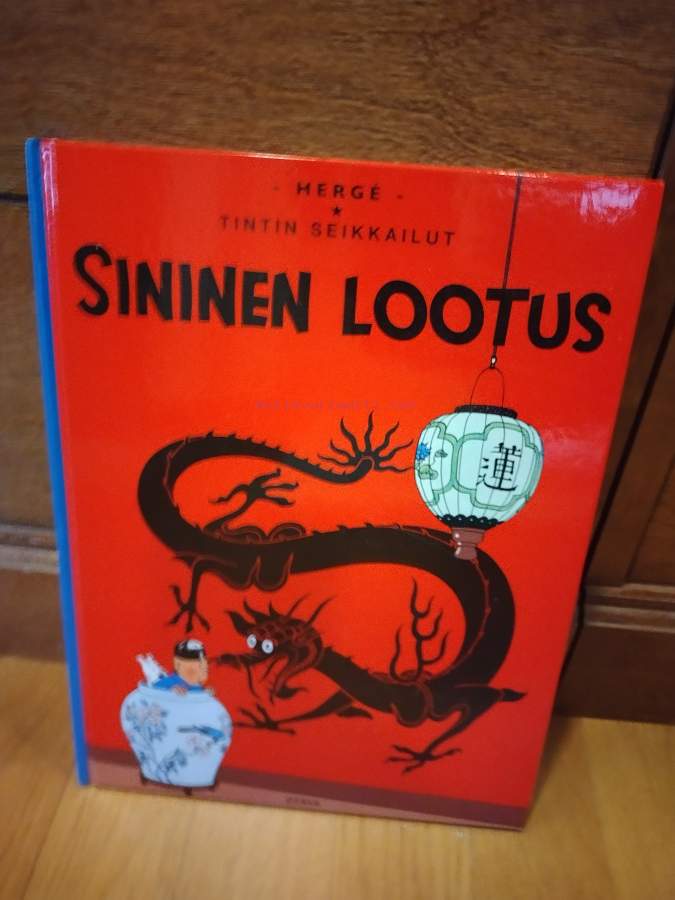 - HERGÉ -
★
TINTIN SEIKKAILUT
SININEN LOOTUS
蓮